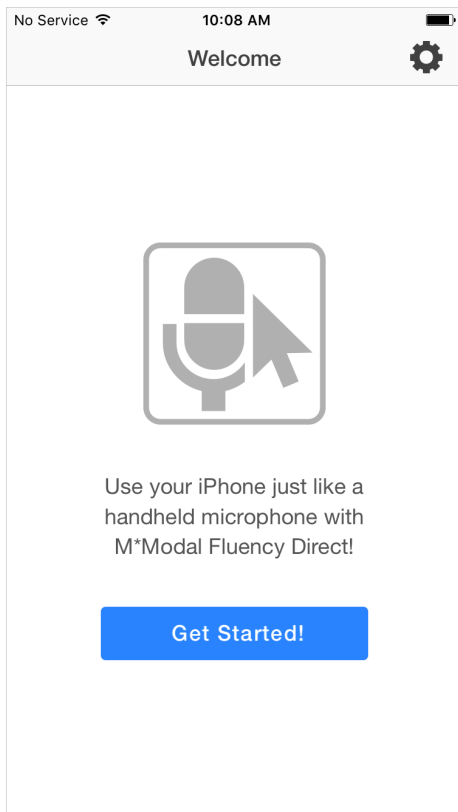 No Service 10:08 AM
Welcome
Use your iPhone just like a
handheld microphone with
M*Modal Fluency Direct!
Get Started!